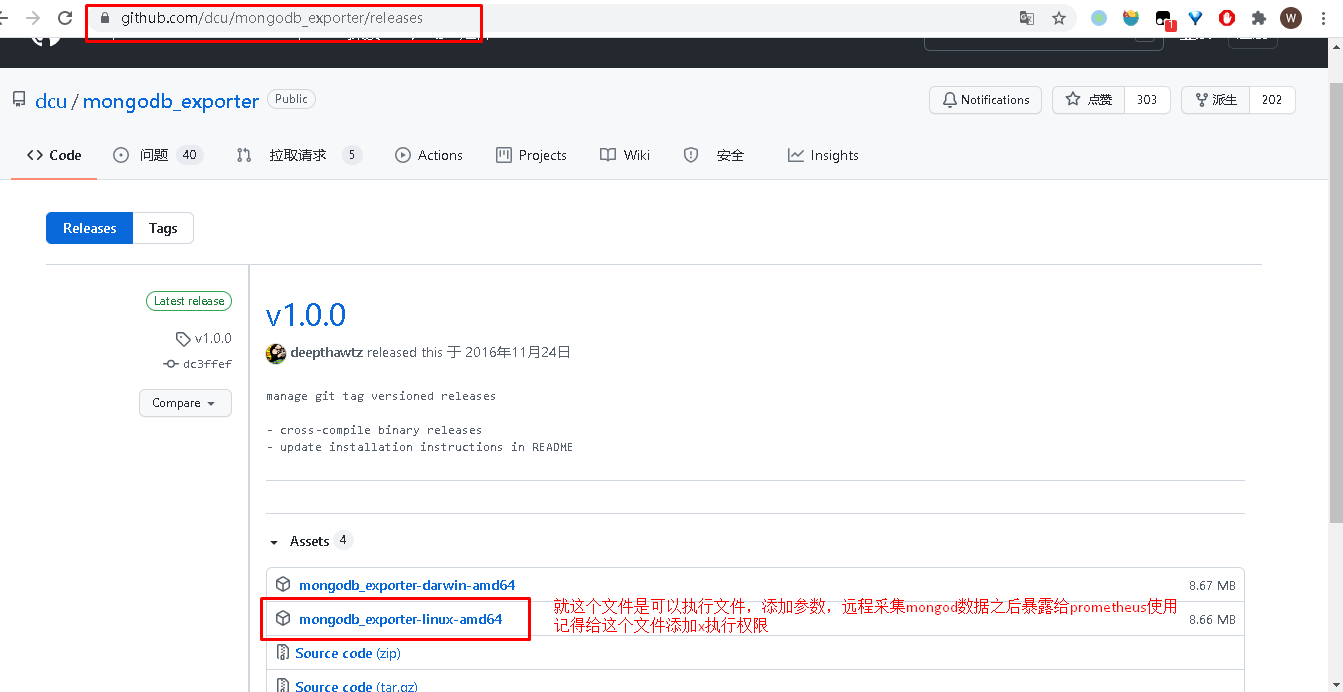 github.com/dcu/mongodb_exporter/releases
1
W
dcu / mongodb_exporter Public
Notifications
点赞 303
派生 202
Code
问题 40
拉取请求 5
Actions
Projects
Wiki
安全
Insights
Releases
Tags
Latest release
v1.0.0
dc3ffef
Compare
v1.0.0
deepthawtz released this 于 2016年11月24日
manage git tag versioned releases
- cross-compile binary releases
- update installation instructions in README
Assets 4
mongodb_exporter-darwin-amd64 8.67 MB
mongodb_exporter-linux-amd64 8.66 MB
就这个文件是可以执行文件，添加参数，远程采集mongod数据之后暴露给prometheus使用
记得给这个文件添加x执行权限
Source code (zip)
Source code (tar.gz)